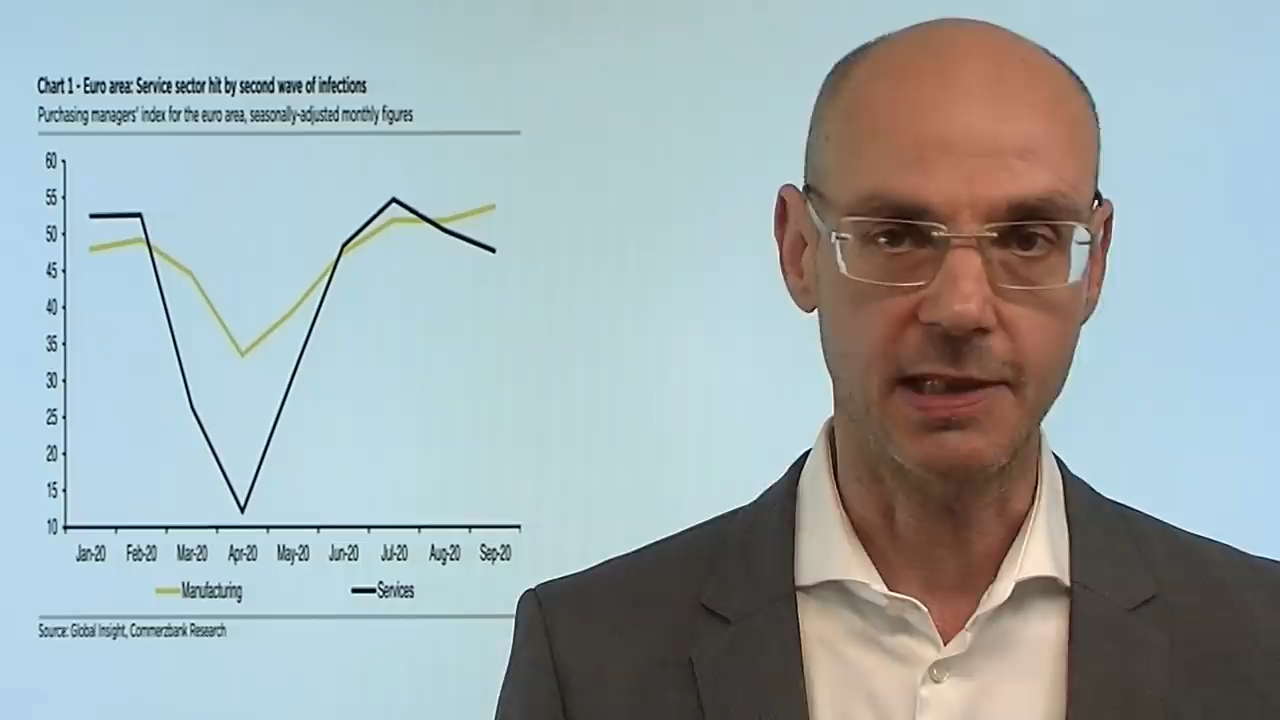 Chart 1 - Euro area: Service sector hit by second wave of infections
Purchasing managers' index for the euro area, seasonally-adjusted monthly figures
60
55
50
45
40
35
30
25
20
15
10
Jan-20 Feb-20 Mar-20 Apr-20 May-20 Jun-20 Jul-20 Aug-20 Sep-20
Manufacturing Services
Source: Global Insight, Commerzbank Research